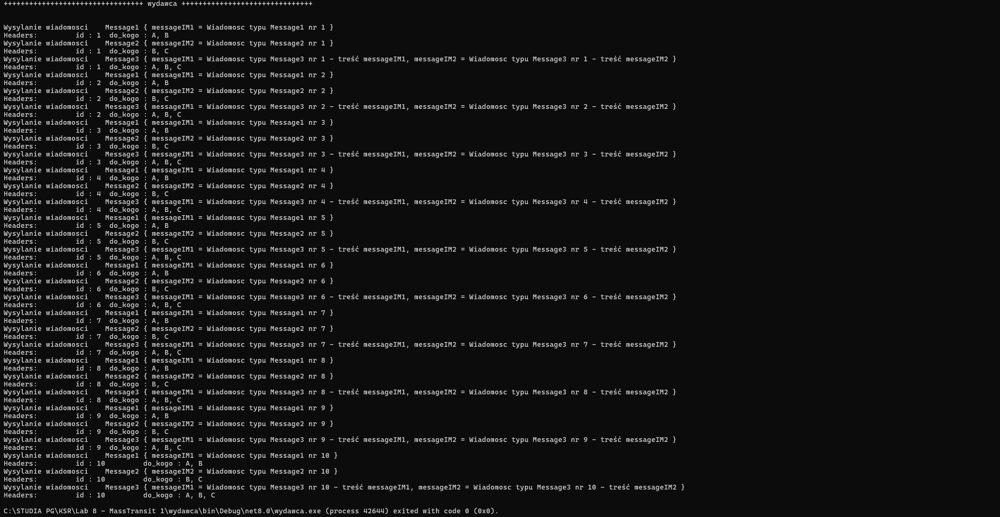 +++++++++++++++++++++++++++++++++ wydawca +++++++++++++++++++++++++++++++
Wysylanie wiadomosci    Message1 { messageIM1 = Wiadomosc typu Message1 nr 1 }
Headers:         id : 1  do_kogo : A, B
Wysylanie wiadomosci    Message2 { messageIM2 = Wiadomosc typu Message2 nr 1 }
Headers:         id : 1  do_kogo : B, C
Wysylanie wiadomosci    Message3 { messageIM1 = Wiadomosc typu Message3 nr 1 - treść messageIM1, messageIM2 = Wiadomosc typu Message3 nr 1 - treść messageIM2 }
Headers:         id : 1  do_kogo : A, B, C
Wysylanie wiadomosci    Message1 { messageIM1 = Wiadomosc typu Message1 nr 2 }
Headers:         id : 2  do_kogo : A, B
Wysylanie wiadomosci    Message2 { messageIM2 = Wiadomosc typu Message2 nr 2 }
Headers:         id : 2  do_kogo : B, C
Wysylanie wiadomosci    Message3 { messageIM1 = Wiadomosc typu Message3 nr 2 - treść messageIM1, messageIM2 = Wiadomosc typu Message3 nr 2 - treść messageIM2 }
Headers:         id : 2  do_kogo : A, B, C
Wysylanie wiadomosci    Message1 { messageIM1 = Wiadomosc typu Message1 nr 3 }
Headers:         id : 3  do_kogo : A, B
Wysylanie wiadomosci    Message2 { messageIM2 = Wiadomosc typu Message2 nr 3 }
Headers:         id : 3  do_kogo : B, C
Wysylanie wiadomosci    Message3 { messageIM1 = Wiadomosc typu Message3 nr 3 - treść messageIM1, messageIM2 = Wiadomosc typu Message3 nr 3 - treść messageIM2 }
Headers:         id : 3  do_kogo : A, B, C
Wysylanie wiadomosci    Message1 { messageIM1 = Wiadomosc typu Message1 nr 4 }
Headers:         id : 4  do_kogo : A, B
Wysylanie wiadomosci    Message2 { messageIM2 = Wiadomosc typu Message2 nr 4 }
Headers:         id : 4  do_kogo : B, C
Wysylanie wiadomosci    Message3 { messageIM1 = Wiadomosc typu Message3 nr 4 - treść messageIM1, messageIM2 = Wiadomosc typu Message3 nr 4 - treść messageIM2 }
Headers:         id : 4  do_kogo : A, B, C
Wysylanie wiadomosci    Message1 { messageIM1 = Wiadomosc typu Message1 nr 5 }
Headers:         id : 5  do_kogo : A, B
Wysylanie wiadomosci    Message2 { messageIM2 = Wiadomosc typu Message2 nr 5 }
Headers:         id : 5  do_kogo : B, C
Wysylanie wiadomosci    Message3 { messageIM1 = Wiadomosc typu Message3 nr 5 - treść messageIM1, messageIM2 = Wiadomosc typu Message3 nr 5 - treść messageIM2 }
Headers:         id : 5  do_kogo : A, B, C
Wysylanie wiadomosci    Message1 { messageIM1 = Wiadomosc typu Message1 nr 6 }
Headers:         id : 6  do_kogo : A, B
Wysylanie wiadomosci    Message2 { messageIM2 = Wiadomosc typu Message2 nr 6 }
Headers:         id : 6  do_kogo : B, C
Wysylanie wiadomosci    Message3 { messageIM1 = Wiadomosc typu Message3 nr 6 - treść messageIM1, messageIM2 = Wiadomosc typu Message3 nr 6 - treść messageIM2 }
Headers:         id : 6  do_kogo : A, B, C
Wysylanie wiadomosci    Message1 { messageIM1 = Wiadomosc typu Message1 nr 7 }
Headers:         id : 7  do_kogo : A, B
Wysylanie wiadomosci    Message2 { messageIM2 = Wiadomosc typu Message2 nr 7 }
Headers:         id : 7  do_kogo : B, C
Wysylanie wiadomosci    Message3 { messageIM1 = Wiadomosc typu Message3 nr 7 - treść messageIM1, messageIM2 = Wiadomosc typu Message3 nr 7 - treść messageIM2 }
Headers:         id : 7  do_kogo : A, B, C
Wysylanie wiadomosci    Message1 { messageIM1 = Wiadomosc typu Message1 nr 8 }
Headers:         id : 8  do_kogo : A, B
Wysylanie wiadomosci    Message2 { messageIM2 = Wiadomosc typu Message2 nr 8 }
Headers:         id : 8  do_kogo : B, C
Wysylanie wiadomosci    Message3 { messageIM1 = Wiadomosc typu Message3 nr 8 - treść messageIM1, messageIM2 = Wiadomosc typu Message3 nr 8 - treść messageIM2 }
Headers:         id : 8  do_kogo : A, B, C
Wysylanie wiadomosci    Message1 { messageIM1 = Wiadomosc typu Message1 nr 9 }
Headers:         id : 9  do_kogo : A, B
Wysylanie wiadomosci    Message2 { messageIM2 = Wiadomosc typu Message2 nr 9 }
Headers:         id : 9  do_kogo : B, C
Wysylanie wiadomosci    Message3 { messageIM1 = Wiadomosc typu Message3 nr 9 - treść messageIM1, messageIM2 = Wiadomosc typu Message3 nr 9 - treść messageIM2 }
Headers:         id : 9  do_kogo : A, B, C
Wysylanie wiadomosci    Message1 { messageIM1 = Wiadomosc typu Message1 nr 10 }
Headers:         id : 10         do_kogo : A, B
Wysylanie wiadomosci    Message2 { messageIM2 = Wiadomosc typu Message2 nr 10 }
Headers:         id : 10         do_kogo : B, C
Wysylanie wiadomosci    Message3 { messageIM1 = Wiadomosc typu Message3 nr 10 - treść messageIM1, messageIM2 = Wiadomosc typu Message3 nr 10 - treść messageIM2 }
Headers:         id : 10         do_kogo : A, B, C
C:\STUDIA PG\KSR\Lab 8 - MassTransit 1\wydawca\bin\Debug\net8.0\wydawca.exe (process 42644) exited with code 0 (0x0).